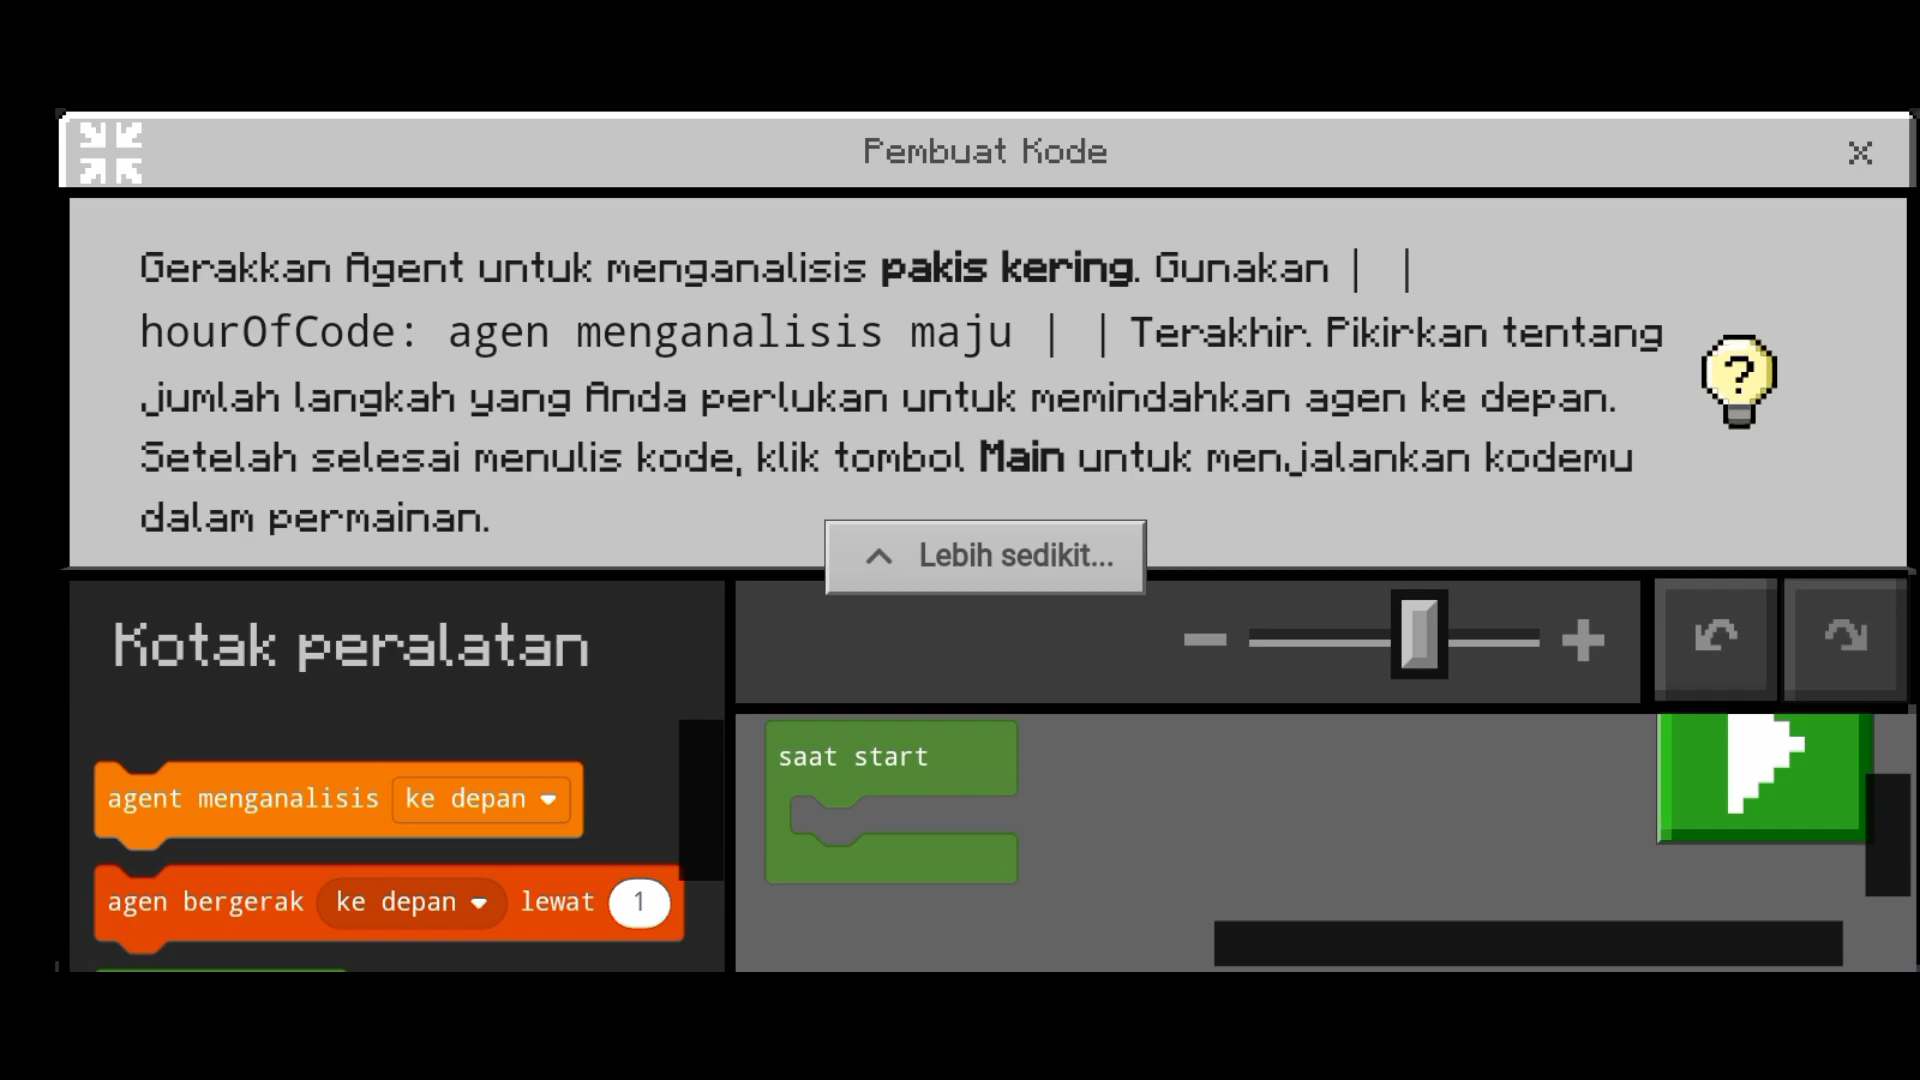 Pembuat Kode
Gerakkan Agent untuk menganalisis pakis kering. Gunakan | |
hourOfCode: agen menganalisis maju | | Terakhir. Pikirkan tentang
jumlah langkah yang Anda perlukan untuk memindahkan agen ke depan.
Setelah selesai menulis kode, klik tombol Main untuk menjalankan kodemu
dalam permainan.
Lebih sedikit...
Kotak peralatan
saat start
agent menganalisis ke depan
agen bergerak ke depan lewat 1